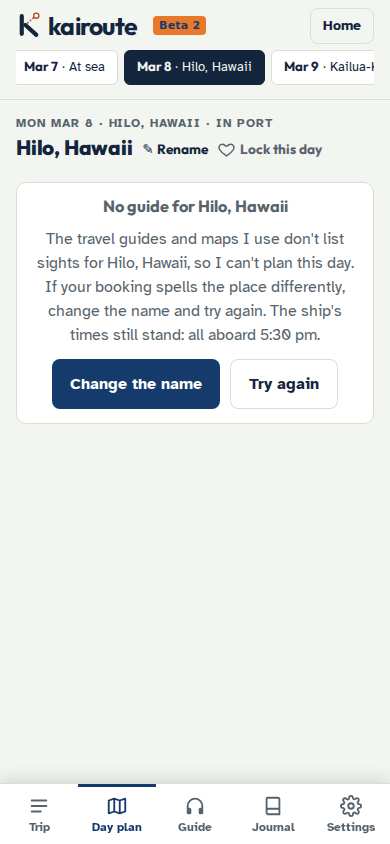 kairoute
Beta 2
Home
Mar 7 · At sea
Mar 8 · Hilo, Hawaii
Mar 9 · Kailua-K
MON MAR 8 · HILO, HAWAII · IN PORT
Hilo, Hawaii
✎ Rename
Lock this day
No guide for Hilo, Hawaii
The travel guides and maps I use don't list
sights for Hilo, Hawaii, so I can't plan this day.
If your booking spells the place differently,
change the name and try again. The ship's
times still stand: all aboard 5:30 pm.
Change the name
Try again
Trip
Day plan
Guide
Journal
Settings